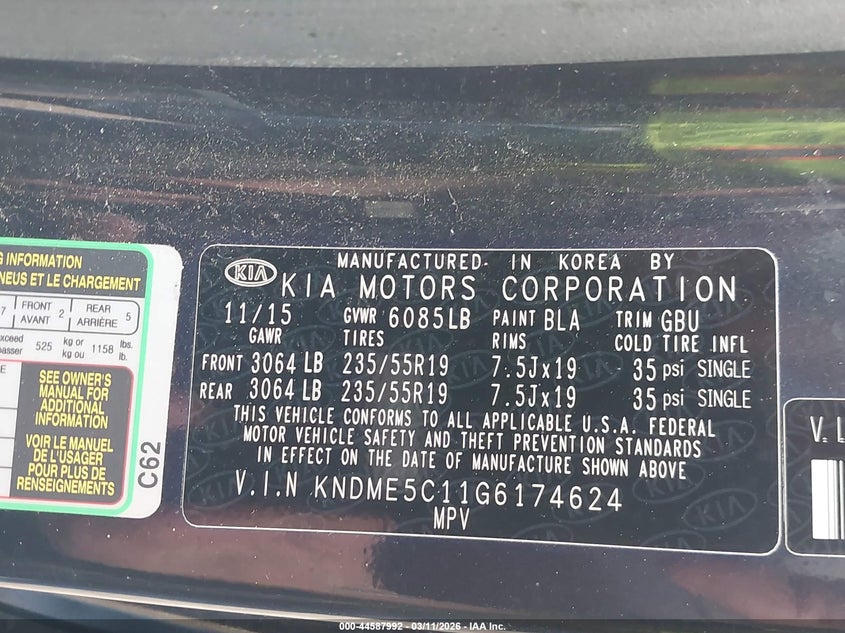 G INFORMATION
NEUS ET LE CHARGEMENT
7 FRONT AVANT 2 REAR ARRIÈRE 5
exceed
passer 525 kg or kg ou 1158 lbs. lb.
SEE OWNER'S
MANUAL FOR
ADDITIONAL
INFORMATION
VOIR LE MANUEL
DE L'USAGER
POUR PLUS DE
RENSEIGNEMENTS
C62
MANUFACTURED IN KOREA BY
KIA KIA MOTORS CORPORATION
11/15 GVWR 6085LB PAINT BLA TRIM GBU
GAWR TIRES RIMS COLD TIRE INFL
FRONT 3064 LB 235/55R19 7.5Jx19 35 psi SINGLE
REAR 3064 LB 235/55R19 7.5Jx19 35 psi SINGLE
THIS VEHICLE CONFORMS TO ALL APPLICABLE U.S.A. FEDERAL
MOTOR VEHICLE SAFETY AND THEFT PREVENTION STANDARDS
IN EFFECT ON THE DATE OF MANUFACTURE SHOWN ABOVE
V.I.N KNDME5C11G6174624
MPV
V. I
000-44587992 - 03/11/2026 - IAA Inc.